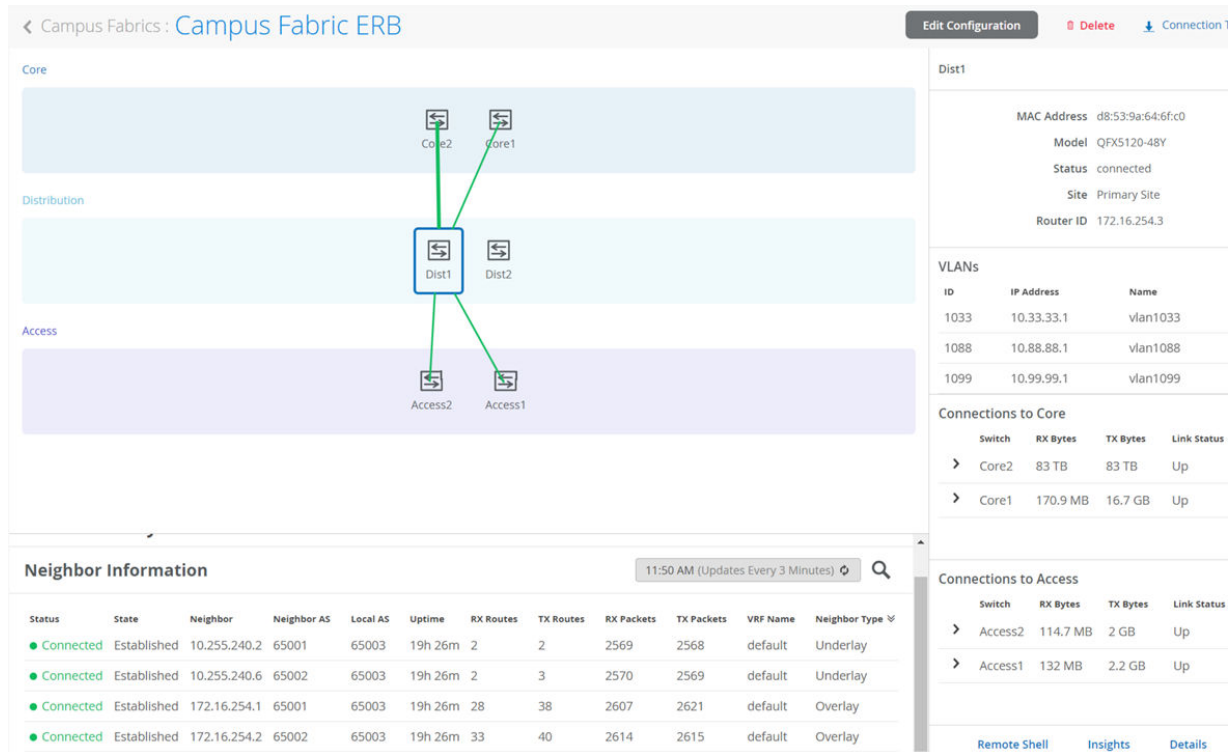 Campus Fabrics : Campus Fabric ERB
Edit Configuration
Delete
Connection T
Core
Core2 Core1
Distribution
Dist1 Dist2
Access
Access2 Access1
Dist1
MAC Address d8:53:9a:64:6f:c0
Model QFX5120-48Y
Status connected
Site Primary Site
Router ID 172.16.254.3
VLANs
ID IP Address Name
1033 10.33.33.1 vlan1033
1088 10.88.88.1 vlan1088
1099 10.99.99.1 vlan1099
Connections to Core
Switch RX Bytes TX Bytes Link Status
Core2 83 TB 83 TB Up
Core1 170.9 MB 16.7 GB Up
Connections to Access
Switch RX Bytes TX Bytes Link Status
Access2 114.7 MB 2 GB Up
Access1 132 MB 2.2 GB Up
Remote Shell Insights Details
Neighbor Information
11:50 AM (Updates Every 3 Minutes)
Status State Neighbor Neighbor AS Local AS Uptime RX Routes TX Routes RX Packets TX Packets VRF Name Neighbor Type
Connected Established 10.255.240.2 65001 65003 19h 26m 2 2 2569 2568 default Underlay
Connected Established 10.255.240.6 65002 65003 19h 26m 2 3 2570 2569 default Underlay
Connected Established 172.16.254.1 65001 65003 19h 26m 28 38 2607 2621 default Overlay
Connected Established 172.16.254.2 65002 65003 19h 26m 33 40 2614 2615 default Overlay